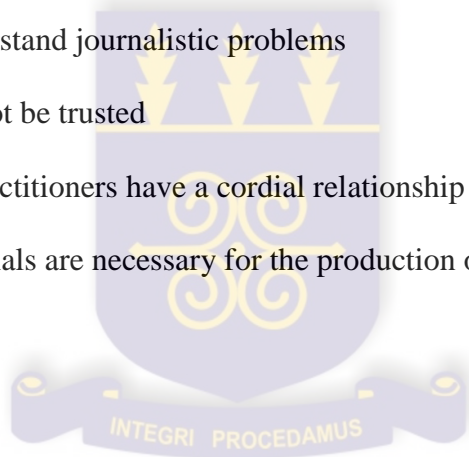 stand journalistic problems
ot be trusted
ctitioners have a cordial relationship
als are necessary for the production o
INTEGRI PROCEDAMUS